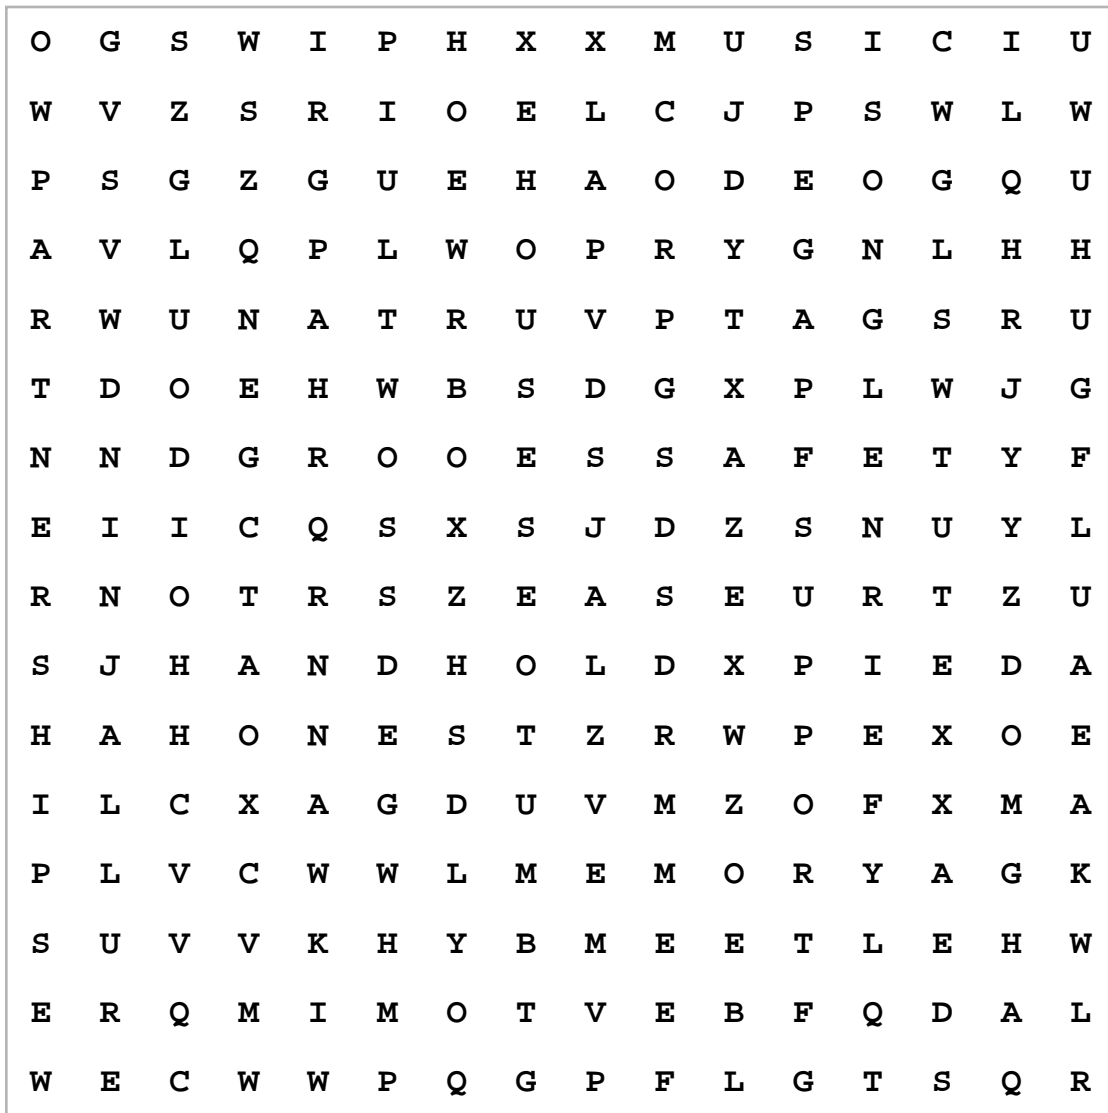 O G S W I P H X X M U S I C I U
W V Z S R I O E L C J P S W L W
P S G Z G U E H A O D E O G Q U
A V L Q P L W O P R Y G N L H H
R W U N A T R U V P T A G S R U
T D O E H W B S D G X P L W J G
N N D G R O O E S S A F E T Y F
E I I C Q S X S J D Z S N U Y L
R N O T R S Z E A S E U R T Z U
S J H A N D H O L D X P I E D A
H A H O N E S T Z R W P E X O E
I L C X A G D U V M Z O F X M A
P L V C W W L M E M O R Y A G K
S U V V K H Y B M E E T L E H W
E R Q M I M O T V E B F Q D A L
W E C W W P Q G P F L G T S Q R